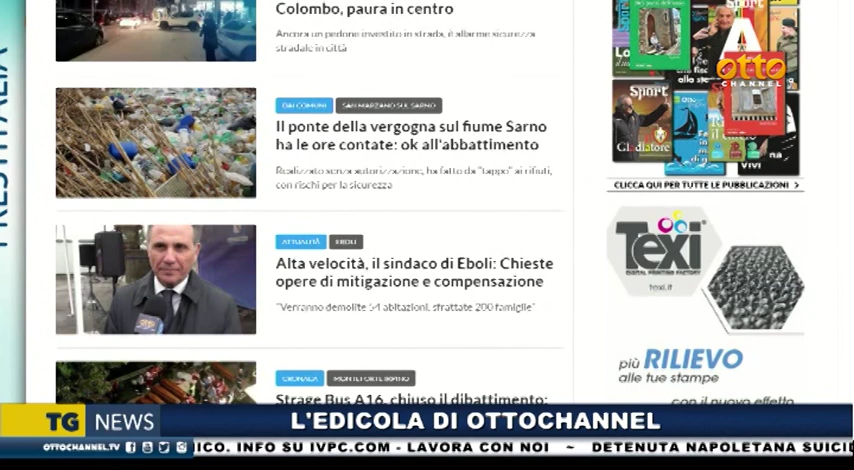 Colombo, paura in centro
Ancora un pedone investito in strada, è allarme sicurezza
stradale in città
DAI COMUNI SAN MARZANO SUL SARNO
Il ponte della vergogna sul fiume Sarno
ha le ore contate: ok all'abbattimento
Realizzato senza autorizzazione, ha fatto da "tappo" ai rifiuti,
con rischi per la sicurezza
ATTUALITÀ EBOLI
Alta velocità, il sindaco di Eboli: Chieste
opere di mitigazione e compensazione
"Verranno demolite 54 abitazioni, sfrattate 200 famiglie"
CRONACA MONTEFORTE IRPINO
Strage Bus A16, chiuso il dibattimento:
Sport
Sport
Gladiatore
Vivi
otto
CHANNEL
CLICCA QUI PER TUTTE LE PUBBLICAZIONI >
Texi®
DIGITAL PRINTING FACTORY
texi.it
più RILIEVO
alle tue stampe
con il nuovo effetto
TG NEWS L'EDICOLA DI OTTOCHANNEL
OTTOCHANNEL.TV ICO. INFO SU IVPC.COM - LAVORA CON NOI ~ DETENUTA NAPOLETANA SUICI